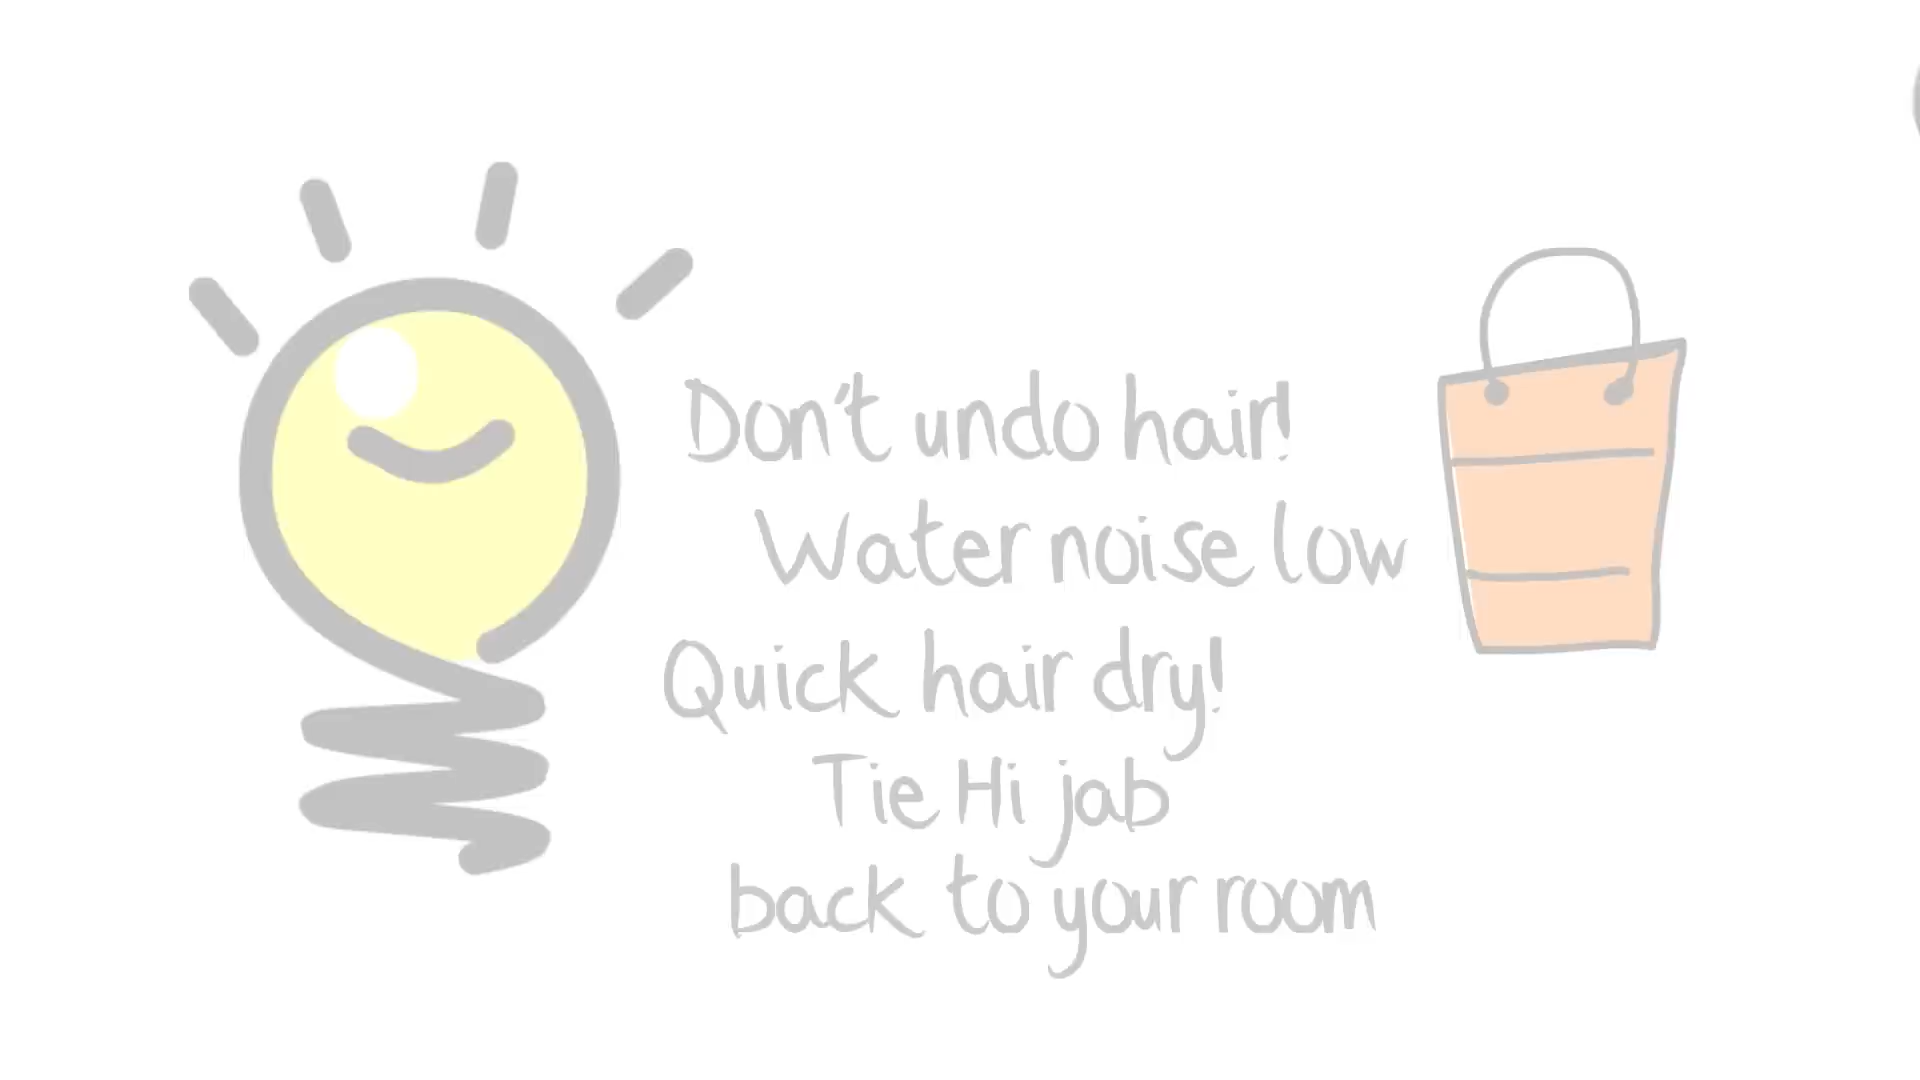 Don't undo hair!
Water noise low
Quick hair dry!
Tie Hi jab
back to your room